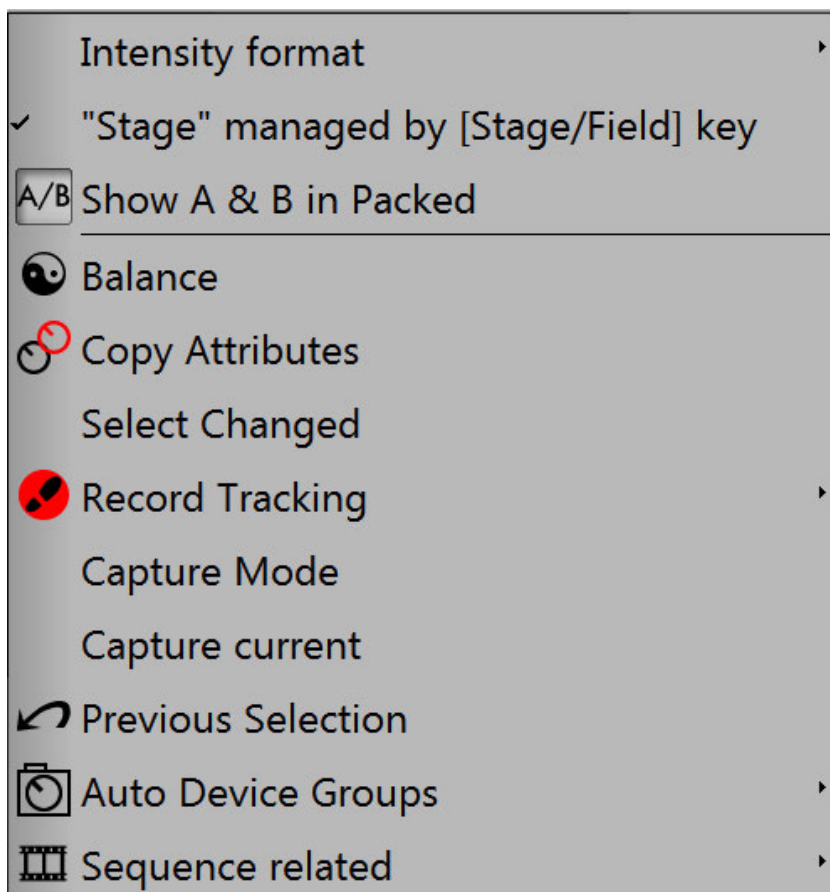 Intensity format
"Stage" managed by [Stage/Field] key
A/B Show A & B in Packed
Balance
Copy Attributes
Select Changed
Record Tracking
Capture Mode
Capture current
Previous Selection
Auto Device Groups
Sequence related